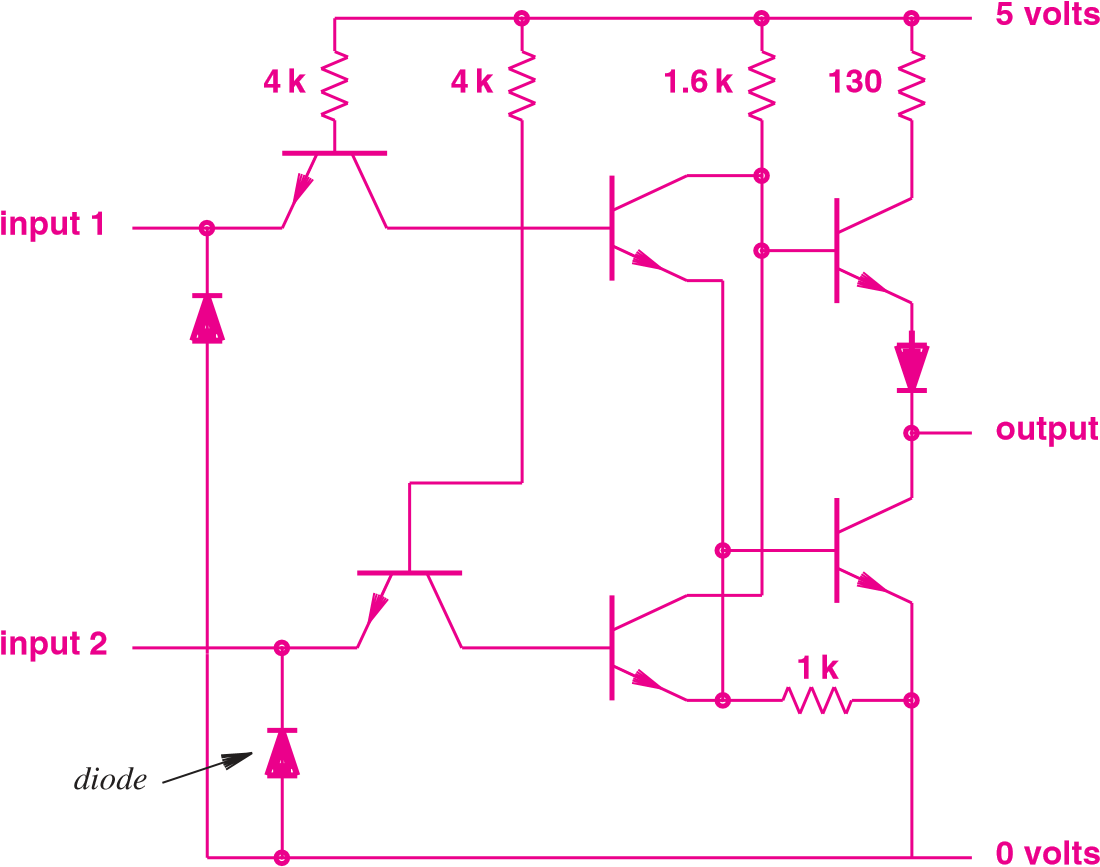 5 volts
4 k
4 k
1.6 k
130
input 1
output
input 2
1 k
diode
0 volts